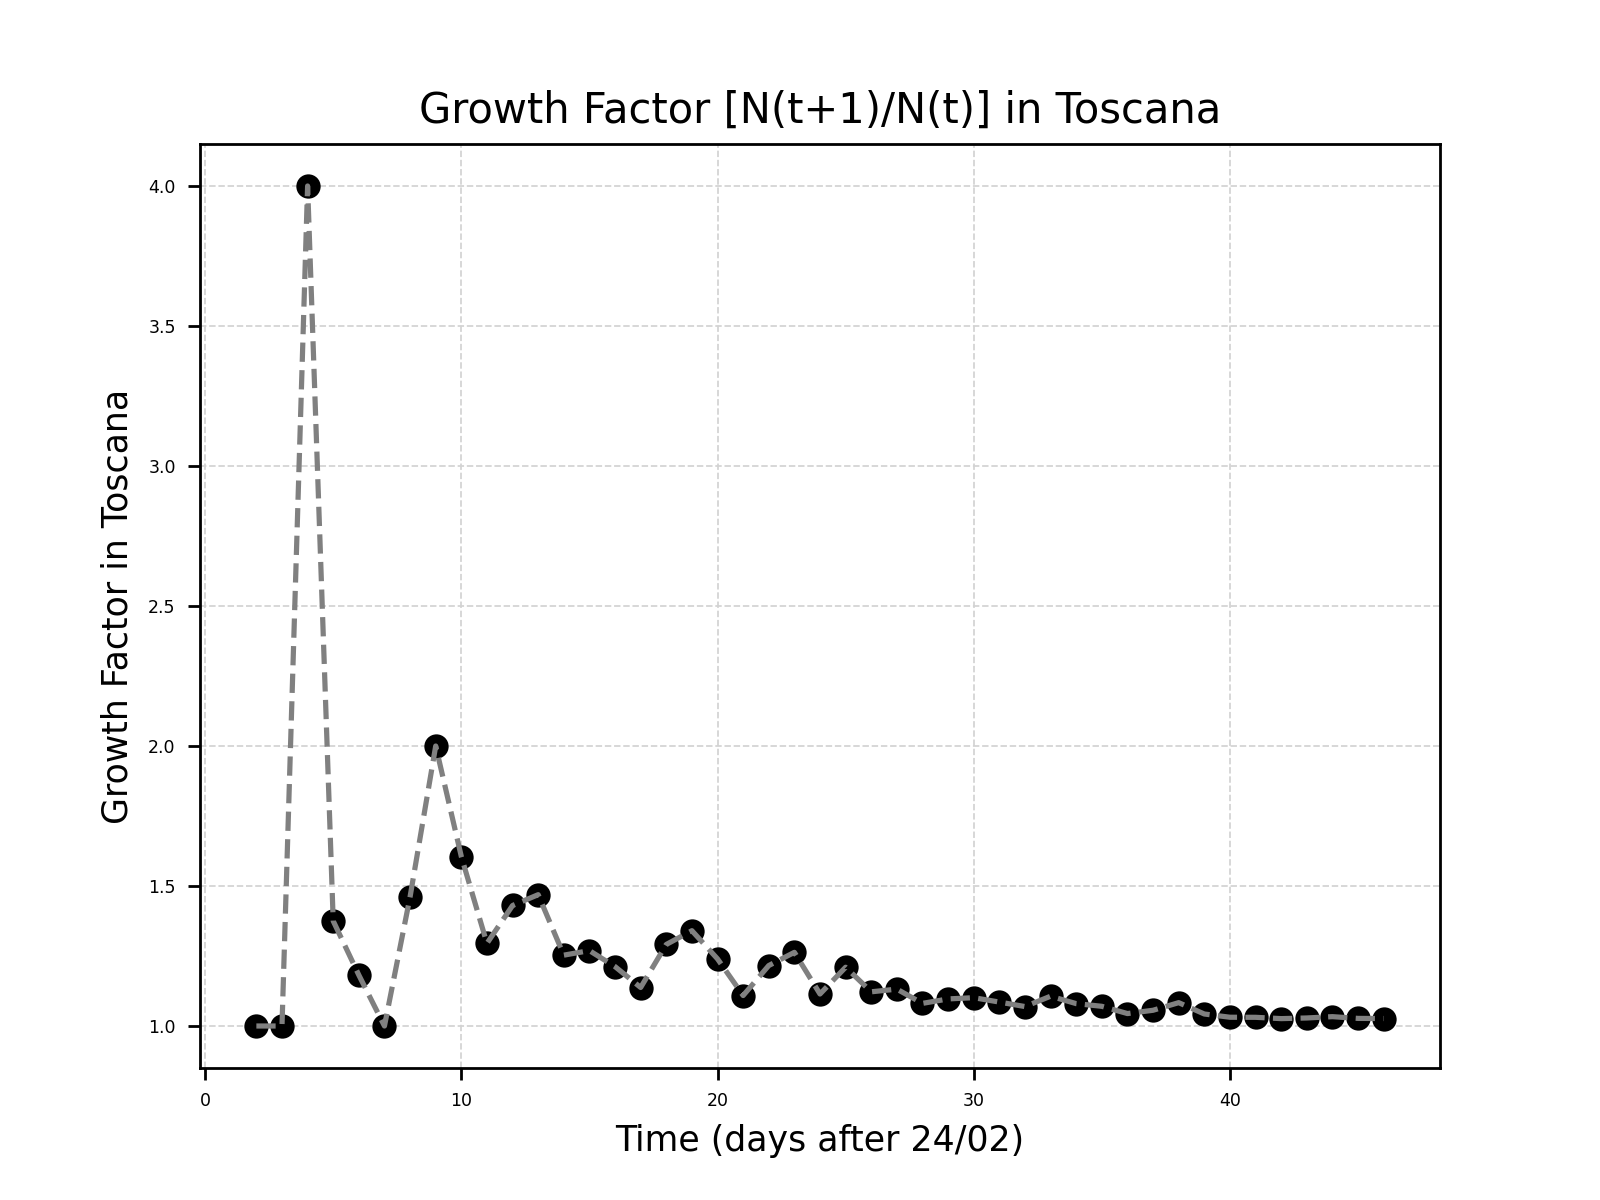 Growth Factor [N(t+1)/N(t)] in Toscana
Growth Factor in Toscana
4.0
3.5
3.0
2.5
2.0
1.5
1.0
0 10 20 30 40
Time (days after 24/02)